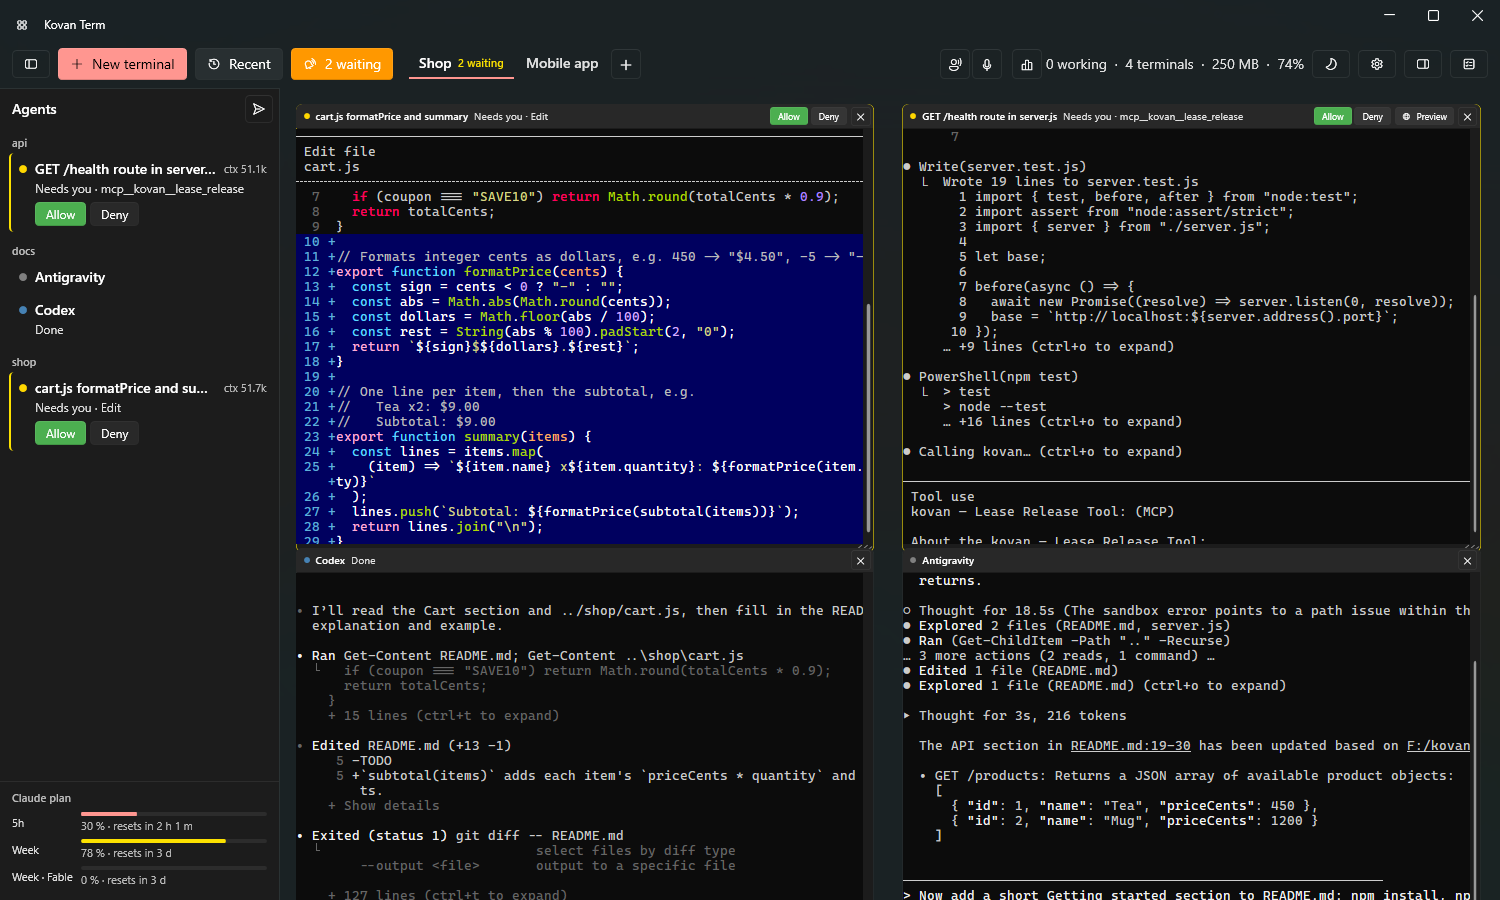 Kovan Term
+ New terminal
Recent
2 waiting
Shop 2 waiting
Mobile app
+
0 working · 4 terminals · 250 MB · 74%
Agents
api
GET /health route in server... ctx 51.1k
Needs you · mcp__kovan__lease_release
Allow Deny
docs
Antigravity
Codex
Done
shop
cart.js formatPrice and su... ctx 51.7k
Needs you · Edit
Allow Deny
Claude plan
5h
30 % · resets in 2 h 1 m
Week
78 % · resets in 3 d
Week · Fable
0 % · resets in 3 d
cart.js formatPrice and summary Needs you · Edit Allow Deny
Edit file
cart.js
7 if (coupon === "SAVE10") return Math.round(totalCents * 0.9);
8 return totalCents;
9 }
10 +
11 +// Formats integer cents as dollars, e.g. 450 -> "$4.50", -5 -> "-
12 +export function formatPrice(cents) {
13 + const sign = cents < 0 ? "-" : "";
14 + const abs = Math.abs(Math.round(cents));
15 + const dollars = Math.floor(abs / 100);
16 + const rest = String(abs % 100).padStart(2, "0");
17 + return `${sign}$${dollars}.${rest}`;
18 +}
19 +
20 +// One line per item, then the subtotal, e.g.
21 +// Tea x2: $9.00
22 +// Subtotal: $9.00
23 +export function summary(items) {
24 + const lines = items.map(
25 + (item) => `${item.name} x${item.quantity}: ${formatPrice(item.
+ty)}`
26 + );
27 + lines.push(`Subtotal: ${formatPrice(subtotal(items))}`);
28 + return lines.join("\n");
29 +}
GET /health route in server.js Needs you · mcp__kovan__lease_release Allow Deny Preview
7
● Write(server.test.js)
└ Wrote 19 lines to server.test.js
1 import { test, before, after } from "node:test";
2 import assert from "node:assert/strict";
3 import { server } from "./server.js";
4
5 let base;
6
7 before(async () => {
8 await new Promise((resolve) => server.listen(0, resolve));
9 base = `http://localhost:${server.address().port}`;
10 });
… +9 lines (ctrl+o to expand)
● PowerShell(npm test)
└ > test
> node --test
… +16 lines (ctrl+o to expand)
● Calling kovan… (ctrl+o to expand)
Tool use
kovan — Lease Release Tool: (MCP)
About the kovan — Lease Release Tool:
Codex Done
• I'll read the Cart section and ../shop/cart.js, then fill in the READ
explanation and example.
• Ran Get-Content README.md; Get-Content ..\shop\cart.js
└ if (coupon === "SAVE10") return Math.round(totalCents * 0.9);
return totalCents;
}
+ 15 lines (ctrl+t to expand)
• Edited README.md (+13 -1)
5 -TODO
5 +`subtotal(items)` adds each item's `priceCents * quantity` and
ts.
+ Show details
• Exited (status 1) git diff -- README.md
└ select files by diff type
--output <file> output to a specific file
+ 127 lines (ctrl+t to expand)
Antigravity
returns.
○ Thought for 18.5s (The sandbox error points to a path issue within th
● Explored 2 files (README.md, server.js)
● Ran (Get-ChildItem -Path ".." -Recurse)
… 3 more actions (2 reads, 1 command) …
● Edited 1 file (README.md)
● Explored 1 file (README.md) (ctrl+o to expand)
▸ Thought for 3s, 216 tokens
The API section in README.md:19-30 has been updated based on F:/kovan
• GET /products: Returns a JSON array of available product objects:
[
{ "id": 1, "name": "Tea", "priceCents": 450 },
{ "id": 2, "name": "Mug", "priceCents": 1200 }
]
> Now add a short Getting started section to README.md: npm install, np